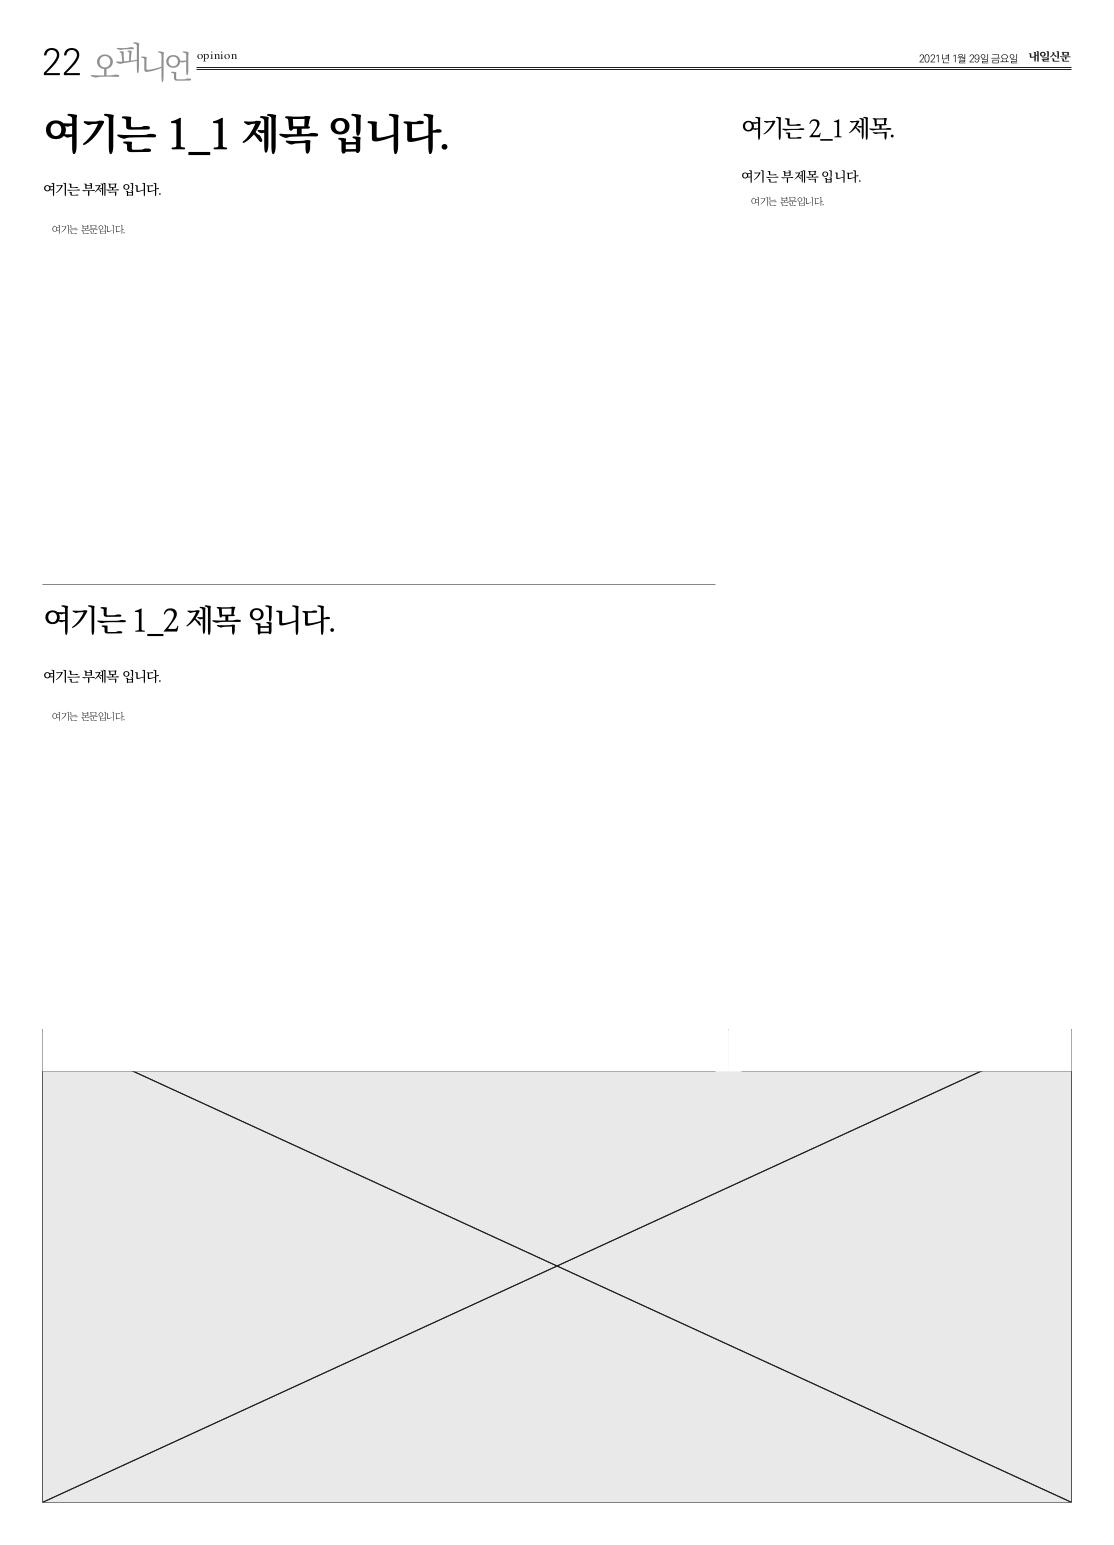 22 오피니언 opinion
2021년 1월 29일 금요일 내일신문
여기는 1_1 제목 입니다.
여기는 부제목 입니다.
여기는 본문입니다.
여기는 1_2 제목 입니다.
여기는 부제목 입니다.
여기는 본문입니다.
여기는 2_1 제목.
여기는 부제목 입니다.
여기는 본문입니다.